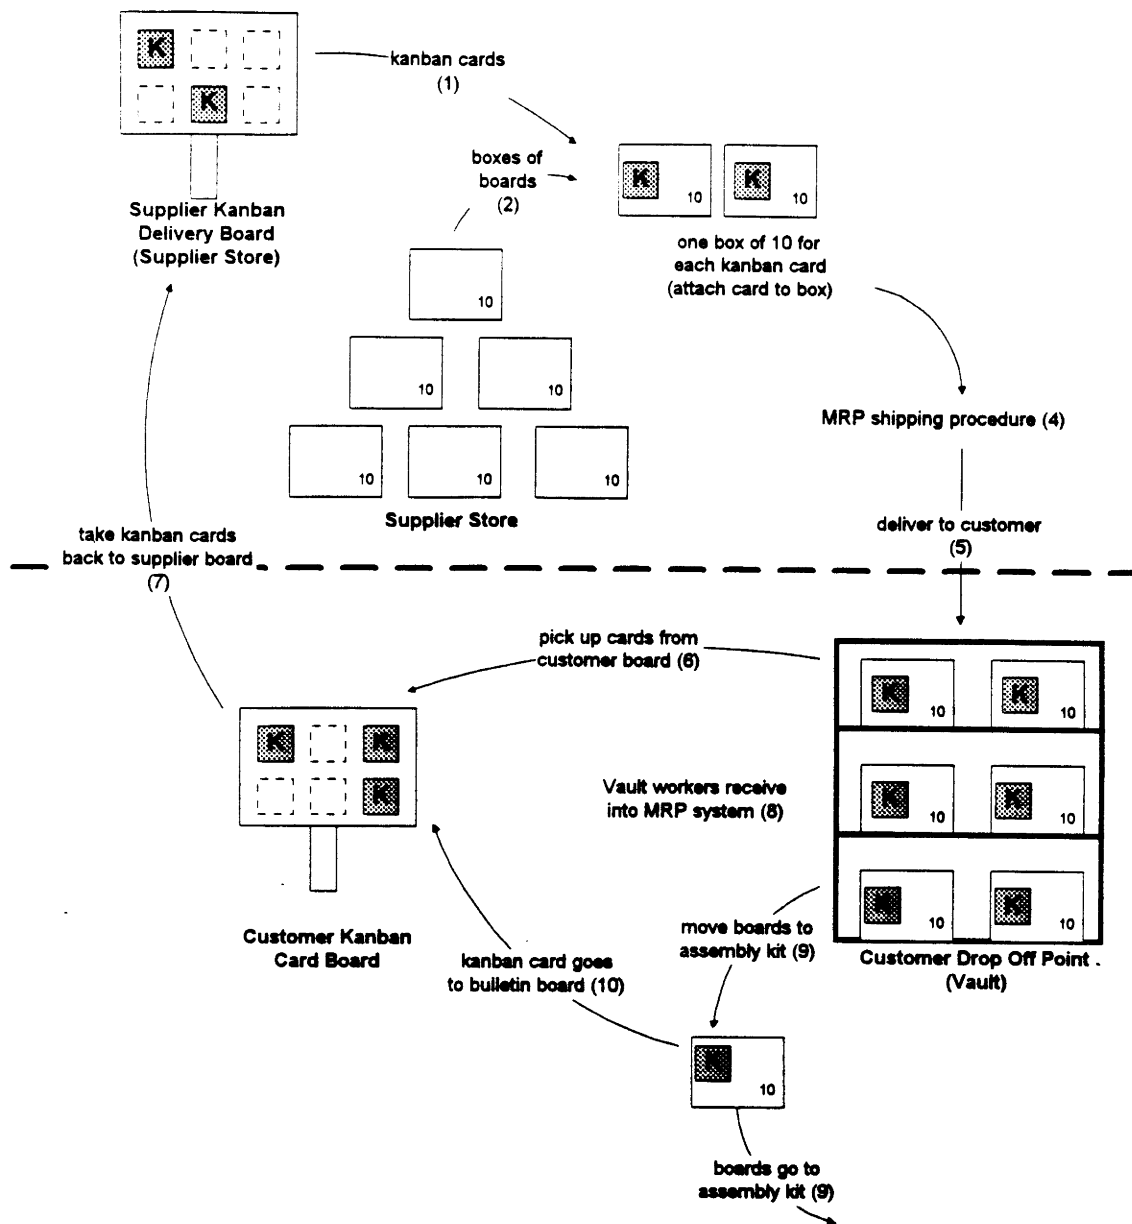 K
K
kanban cards
(1)
Supplier Kanban
Delivery Board
(Supplier Store)
boxes of
boards
(2)
K
10
K
10
one box of 10 for
each kanban card
(attach card to box)
10
10
10
10
10
10
Supplier Store
MRP shipping procedure (4)
deliver to customer
(5)
take kanban cards
back to supplier board
(7)
pick up cards from
customer board (6)
K
K
K
Customer Kanban
Card Board
Vault workers receive
into MRP system (8)
K
10
K
10
K
10
K
10
K
10
K
10
Customer Drop Off Point .
(Vault)
move boards to
assembly kit (9)
kanban card goes
to bulletin board (10)
K
10
boards go to
assembly kit (9)